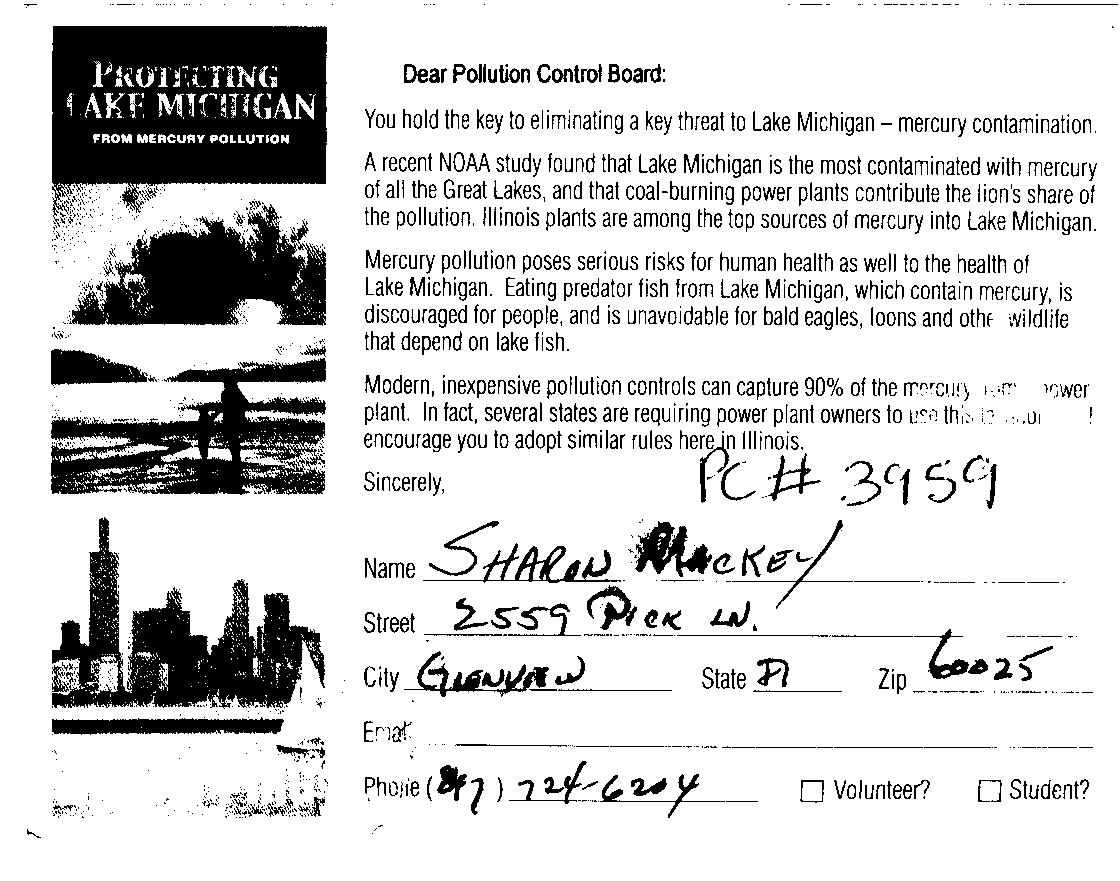 PROTECTING
LAKE MICHIGAN
FROM MERCURY POLLUTION
Dear Pollution Control Board:
You hold the key to eliminating a key threat to Lake Michigan – mercury contamination.
A recent NOAA study found that Lake Michigan is the most contaminated with mercury
of all the Great Lakes, and that coal-burning power plants contribute the lion's share of
the pollution. Illinois plants are among the top sources of mercury into Lake Michigan.
Mercury pollution poses serious risks for human health as well to the health of
Lake Michigan. Eating predator fish from Lake Michigan, which contain mercury, is
discouraged for people, and is unavoidable for bald eagles, loons and other wildlife
that depend on lake fish.
Modern, inexpensive pollution controls can capture 90% of the mercury from power
plant. In fact, several states are requiring power plant owners to use this I
encourage you to adopt similar rules here in Illinois.
Sincerely,
PC # 3959
Name SHARON MACKEY
Street 2559 PICK LN.
City GLENVIEW State Il Zip 60025
Email
Phone (847) 724-6204 Volunteer? Student?